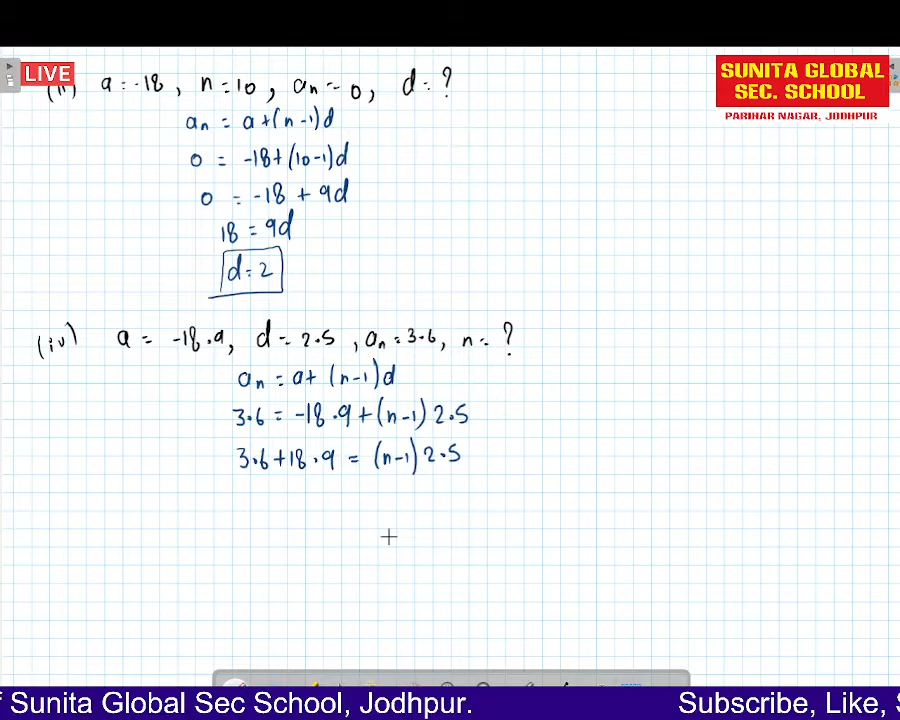 LIVE
SUNITA GLOBAL
SEC. SCHOOL
PARIHAR NAGAR, JODHPUR
(ii) a = -18, n = 10, an = 0, d = ?
an = a + (n-1)d
0 = -18 + (10-1)d
0 = -18 + 9d
18 = 9d
d = 2
(iv) a = -18.9, d = 2.5, an = 3.6, n = ?
an = a + (n-1)d
3.6 = -18.9 + (n-1) 2.5
3.6 + 18.9 = (n-1) 2.5
f Sunita Global Sec School, Jodhpur. Subscribe, Like,